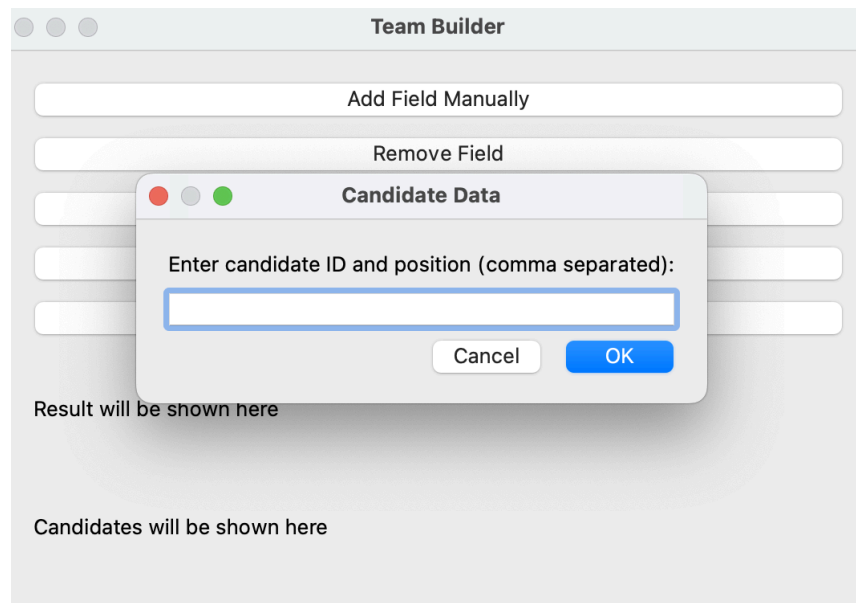 Team Builder
Add Field Manually
Remove Field
Candidate Data
Enter candidate ID and position (comma separated):
Cancel
OK
Result will be shown here
Candidates will be shown here